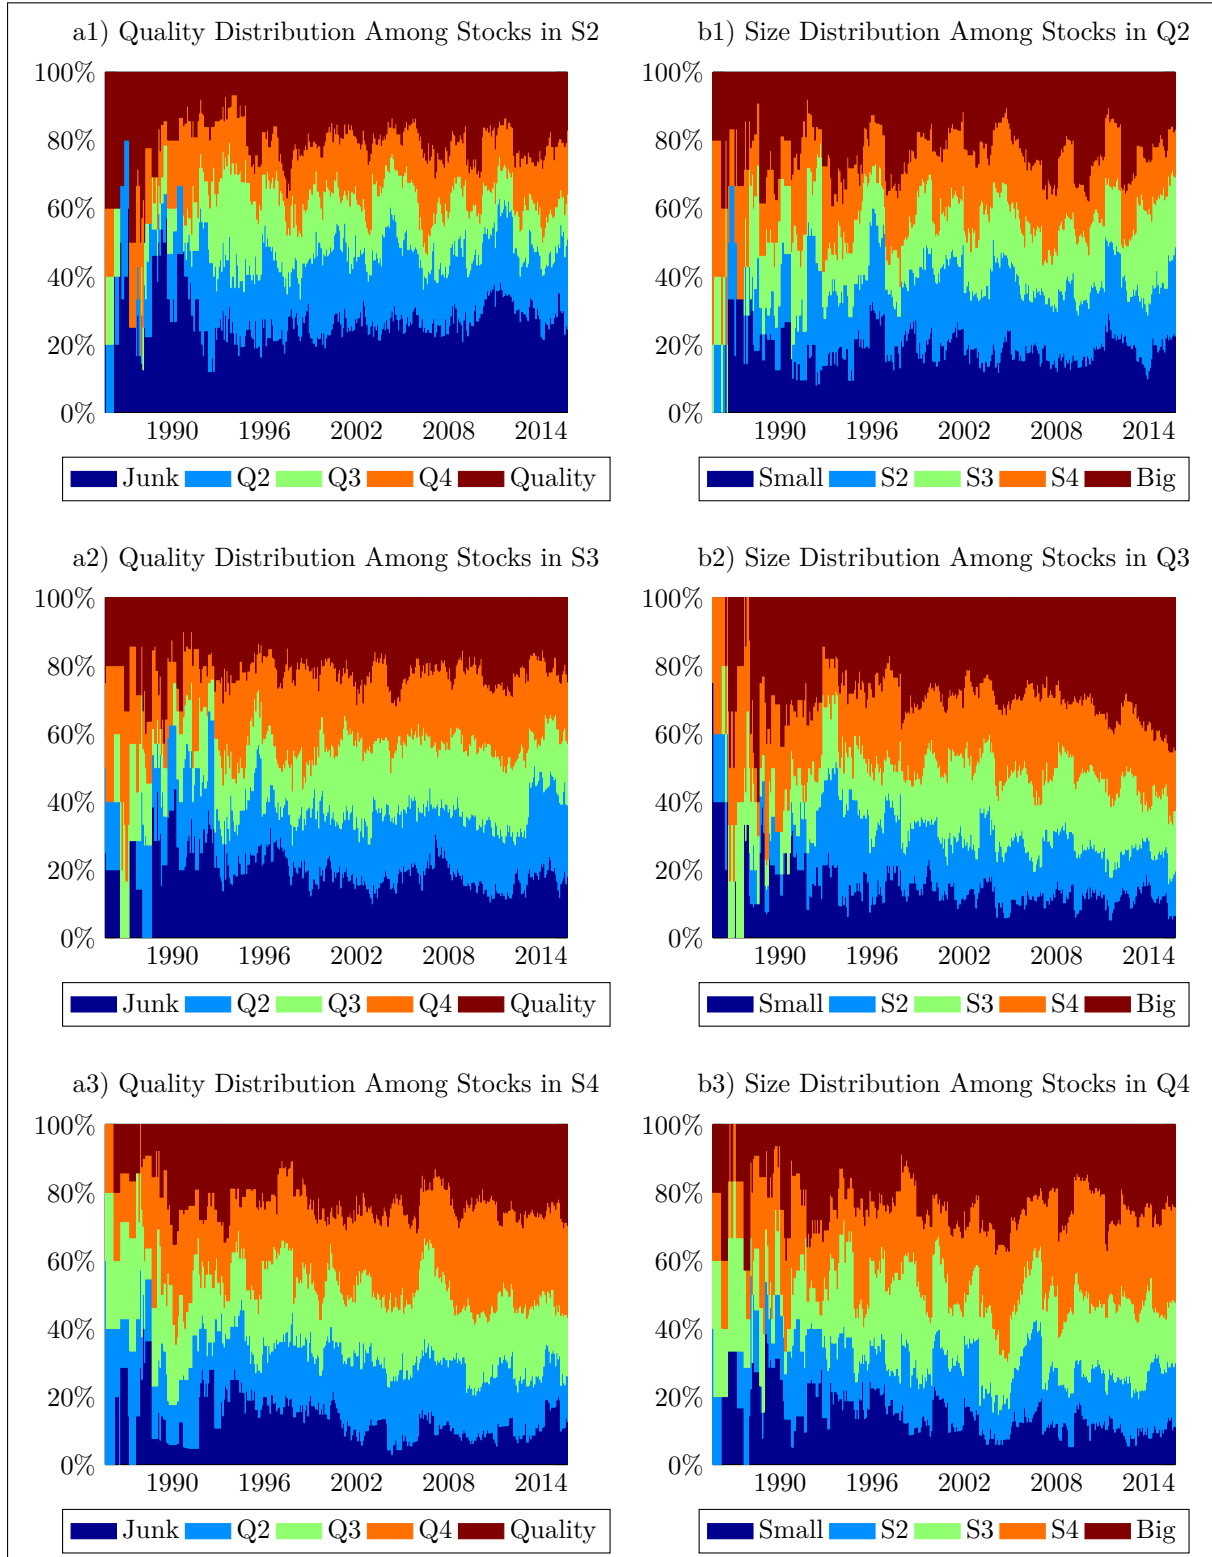 a1) Quality Distribution Among Stocks in S2
100%
80%
60%
40%
20%
0%
1990 1996 2002 2008 2014
Junk Q2 Q3 Q4 Quality
b1) Size Distribution Among Stocks in Q2
100%
80%
60%
40%
20%
0%
1990 1996 2002 2008 2014
Small S2 S3 S4 Big
a2) Quality Distribution Among Stocks in S3
100%
80%
60%
40%
20%
0%
1990 1996 2002 2008 2014
Junk Q2 Q3 Q4 Quality
b2) Size Distribution Among Stocks in Q3
100%
80%
60%
40%
20%
0%
1990 1996 2002 2008 2014
Small S2 S3 S4 Big
a3) Quality Distribution Among Stocks in S4
100%
80%
60%
40%
20%
0%
1990 1996 2002 2008 2014
Junk Q2 Q3 Q4 Quality
b3) Size Distribution Among Stocks in Q4
100%
80%
60%
40%
20%
0%
1990 1996 2002 2008 2014
Small S2 S3 S4 Big